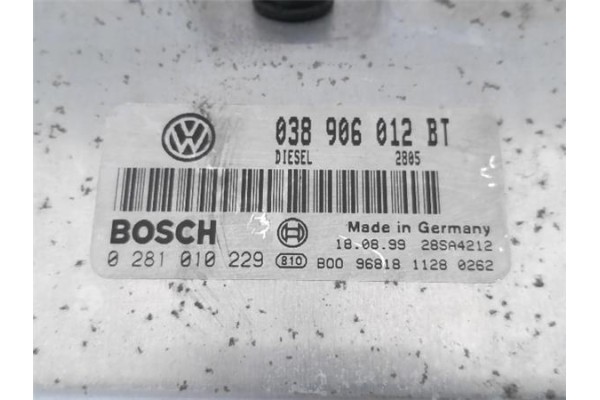 038 906 012 BT
DIESEL 2805
BOSCH
Made in Germany
18.08.99 28SA4212
0 281 010 229 810 B00 96818 1128 0262